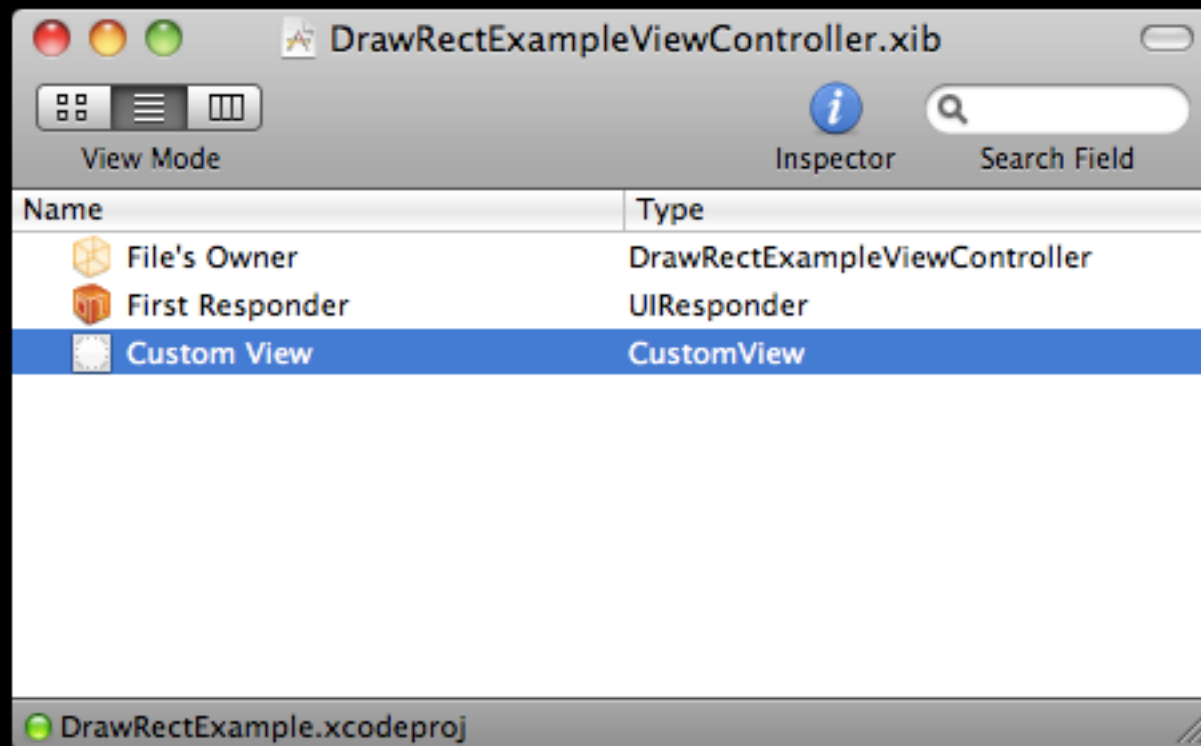 DrawRectExampleViewController.xib
View Mode Inspector Search Field
Name Type
File's Owner DrawRectExampleViewController
First Responder UIResponder
Custom View CustomView
DrawRectExample.xcodeproj